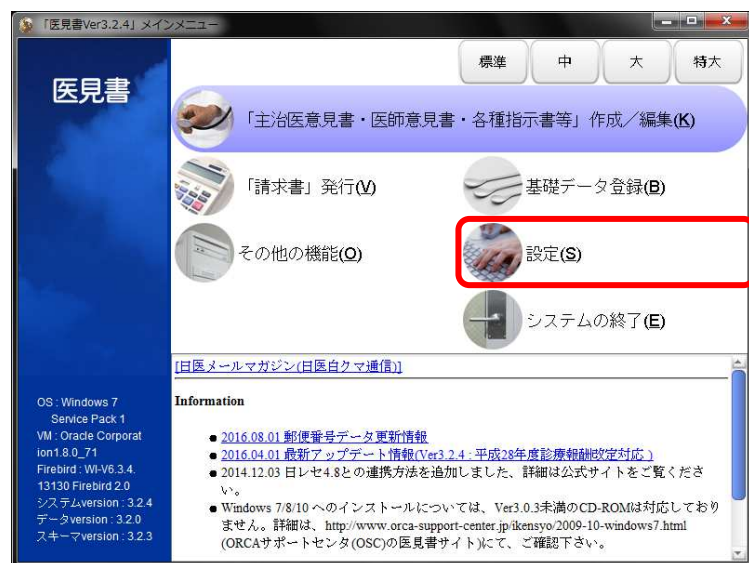 「医見書Ver3.2.4」メインメニュー
標準 中 大 特大
医見書
「主治医意見書・医師意見書・各種指示書等」作成／編集(K)
「請求書」発行(V) 基礎データ登録(B)
その他の機能(O) 設定(S)
システムの終了(E)
[日医メールマガジン(日医白クマ通信)]
Information
2016.08.01 郵便番号データ更新情報
2016.04.01 最新アップデート情報(Ver3.2.4 : 平成28年度診療報酬改定対応 )
2014.12.03 日レセ4.8との連携方法を追加しました、詳細は公式サイトをご覧くださ
い。
Windows 7/8/10 へのインストールについては、Ver3.0.3未満のCD-ROMは対応しており
ません。詳細は、http://www.orca-support-center.jp/ikensyo/2009-10-windows7.html
(ORCAサポートセンタ(OSC)の医見書サイト)にて、ご確認下さい。
OS : Windows 7
Service Pack 1
VM : Oracle Corporat
ion1.8.0_71
Firebird : WI-V6.3.4.
13130 Firebird 2.0
システムversion : 3.2.4
データversion : 3.2.0
スキーマversion : 3.2.3